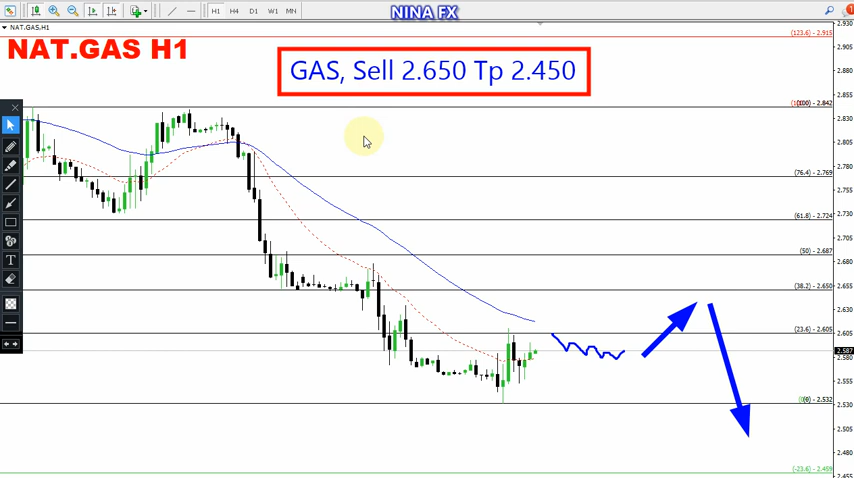 NINA FX
H1 H4 D1 W1 MN
NAT.GAS,H1
NAT.GAS H1
GAS, Sell 2.650 Tp 2.450
(123.6) - 2.915
(100) - 2.842
(76.4) - 2.769
(61.8) - 2.724
(50) - 2.687
(38.2) - 2.650
(23.6) - 2.605
(0) - 2.532
(-23.6) - 2.459
2.930
2.905
2.880
2.855
2.830
2.805
2.780
2.755
2.730
2.705
2.680
2.655
2.630
2.605
2.587
2.580
2.555
2.530
2.505
2.480
2.455
T